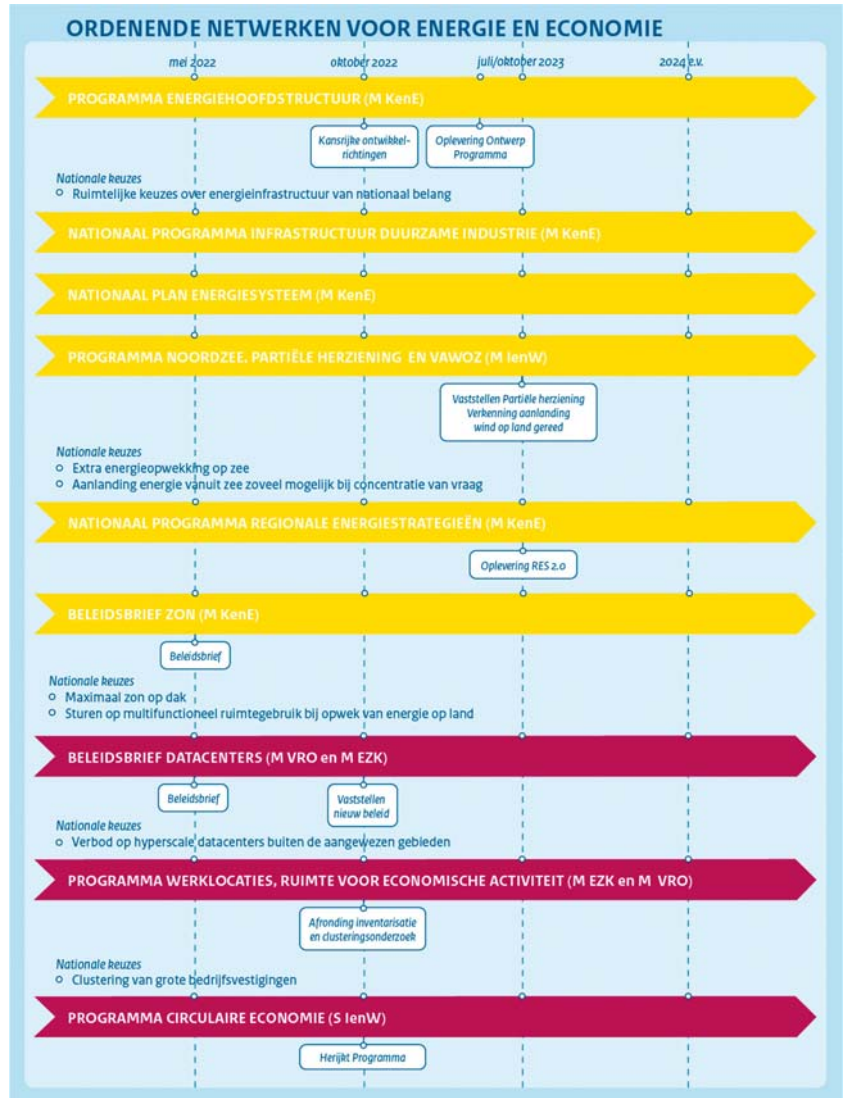 ORDENENDE NETWERKEN VOOR ENERGIE EN ECONOMIE
mei 2022 oktober 2022 juli/oktober 2023 2024 e.v.
PROGRAMMA ENERGIEHOOFDSTRUCTUUR (M KenE)
Kansrijke ontwikkel-
richtingen
Oplevering Ontwerp
Programma
Nationale keuzes
Ruimtelijke keuzes over energieinfrastructuur van nationaal belang
NATIONAAL PROGRAMMA INFRASTRUCTUUR DUURZAME INDUSTRIE (M KenE)
NATIONAAL PLAN ENERGIESYSTEEM (M KenE)
PROGRAMMA NOORDZEE, PARTIËLE HERZIENING EN VAWOZ (M IenW)
Vaststellen Partiële herziening
Verkenning aanlanding
wind op land gereed
Nationale keuzes
Extra energieopwekking op zee
Aanlanding energie vanuit zee zoveel mogelijk bij concentratie van vraag
NATIONAAL PROGRAMMA REGIONALE ENERGIESTRATEGIEËN (M KenE)
Oplevering RES 2.0
BELEIDSBRIEF ZON (M KenE)
Beleidsbrief
Nationale keuzes
Maximaal zon op dak
Sturen op multifunctioneel ruimtegebruik bij opwek van energie op land
BELEIDSBRIEF DATACENTERS (M VRO en M EZK)
Beleidsbrief
Vaststellen
nieuw beleid
Nationale keuzes
Verbod op hyperscale datacenters buiten de aangewezen gebieden
PROGRAMMA WERKLOCATIES, RUIMTE VOOR ECONOMISCHE ACTIVITEIT (M EZK en M VRO)
Afronding inventarisatie
en clusteringsonderzoek
Nationale keuzes
Clustering van grote bedrijfsvestigingen
PROGRAMMA CIRCULAIRE ECONOMIE (S IenW)
Herijkt Programma